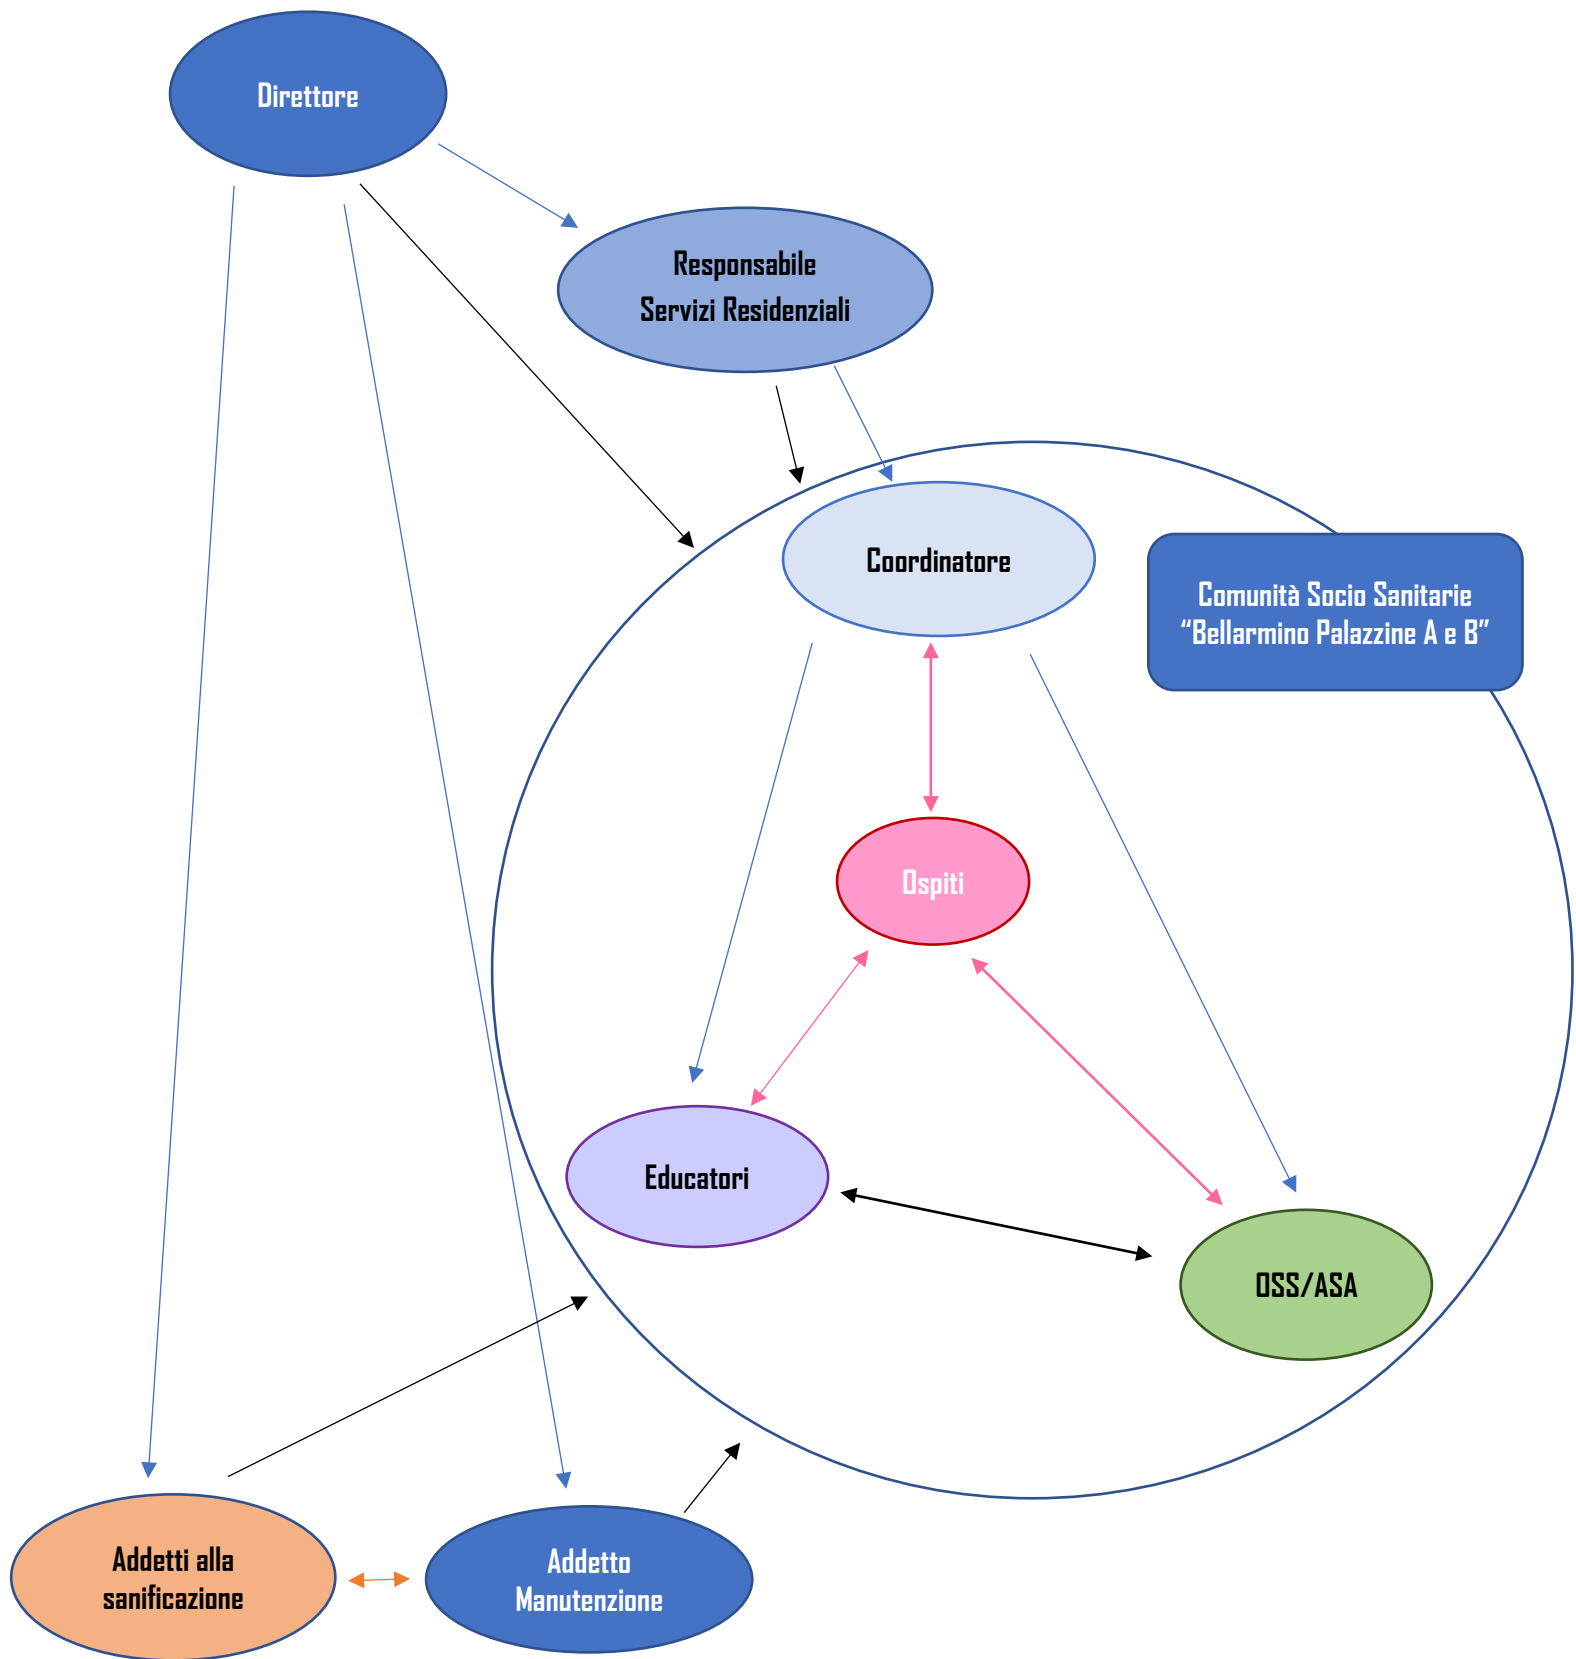 Direttore
Responsabile
Servizi Residenziali
Coordinatore
Comunità Socio Sanitarie
“Bellarmino Palazzine A e B”
Ospiti
Educatori
OSS/ASA
Addetti alla
sanificazione
Addetto
Manutenzione